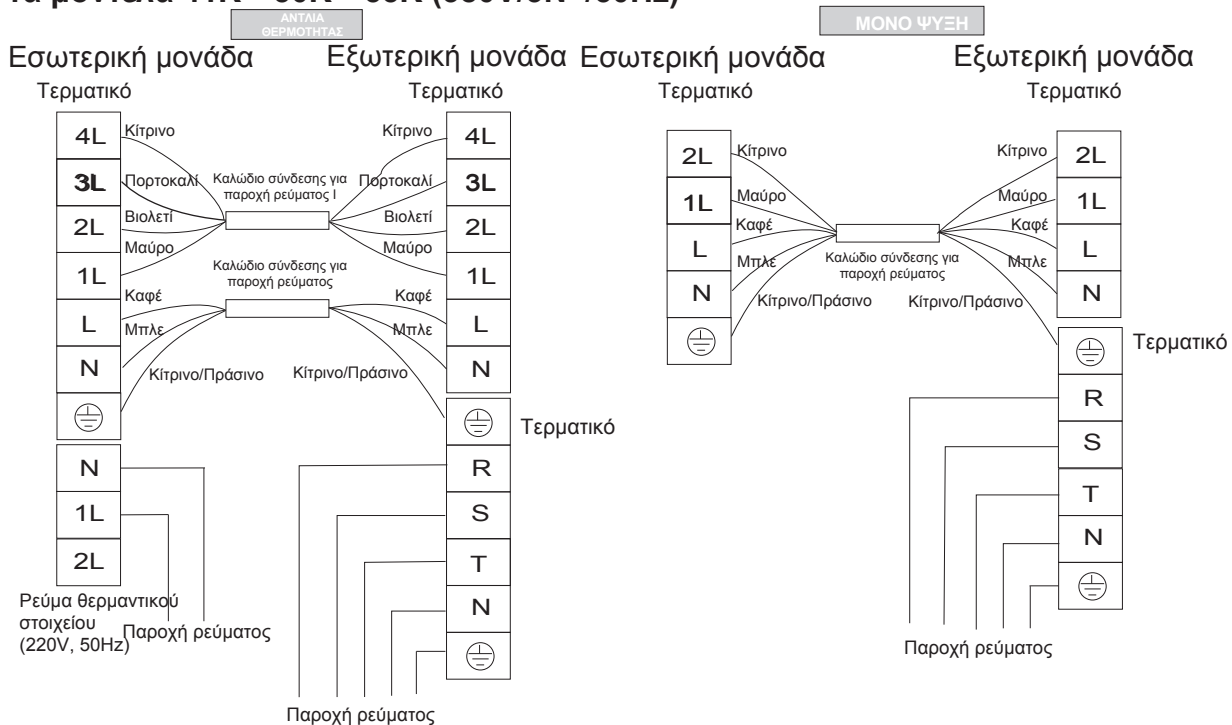 ΑΝΤΛΙΑ
ΘΕΡΜΟΤΗΤΑΣ
Εσωτερική μονάδα
Εξωτερική μονάδα
Τερματικό
Τερματικό
4L
Κίτρινο
Κίτρινο
4L
3L
Πορτοκαλί
Καλώδιο σύνδεσης για
παροχή ρεύματος Ι
Πορτοκαλί
3L
2L
Βιολετί
Βιολετί
2L
Μαύρο
Μαύρο
1L
1L
Καλώδιο σύνδεσης για
παροχή ρεύματος
Καφέ
Καφέ
L
L
Μπλε
Μπλε
N
N
Κίτρινο/Πράσινο
Κίτρινο/Πράσινο
Τερματικό
N
1L
2L
R
S
T
N
Ρεύμα θερμαντικού
στοιχείου
(220V, 50Hz)
Παροχή ρεύματος
Παροχή ρεύματος
ΜΟΝΟ ΨΥΞΗ
Εσωτερική μονάδα
Εξωτερική μονάδα
Τερματικό
Τερματικό
2L
Κίτρινο
Κίτρινο
2L
1L
Μαύρο
Μαύρο
1L
Καφέ
Καφέ
L
L
Μπλε
Καλώδιο σύνδεσης για
παροχή ρεύματος
Μπλε
N
N
Κίτρινο/Πράσινο
Κίτρινο/Πράσινο
Τερματικό
R
S
T
N
Παροχή ρεύματος